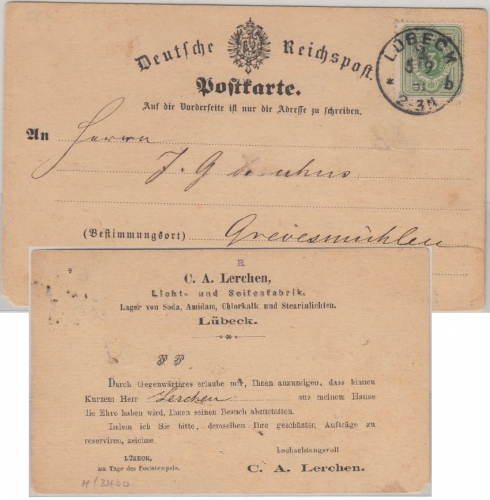 Deutsche Reichspost.
Postkarte.
Auf die Vorderseite ist nur die Adresse zu schreiben.
LÜBECK
2-3N
b
An Herrn
J. G
(Bestimmungsort) Grevesmühlen
B
C. A. Lerchen,
Licht- und Seifenfabrik.
Lager von Soda, Amidam, Chlorkalk und Stearinlichten.
Lübeck.
PP
Durch Gegenwärtiges erlaube mir, Ihnen anzuzeigen, dass binnen
Kurzem Herr Lerchen aus meinem Hause
die Ehre haben wird, Ihnen seinen Besuch abzustatten.
Indem ich Sie bitte, demselben Ihre geschätzten Aufträge zu
reserviren, zeichne
hochachtungsvoll
LÜBECK,
am Tage des Poststempels.
C. A. Lerchen.